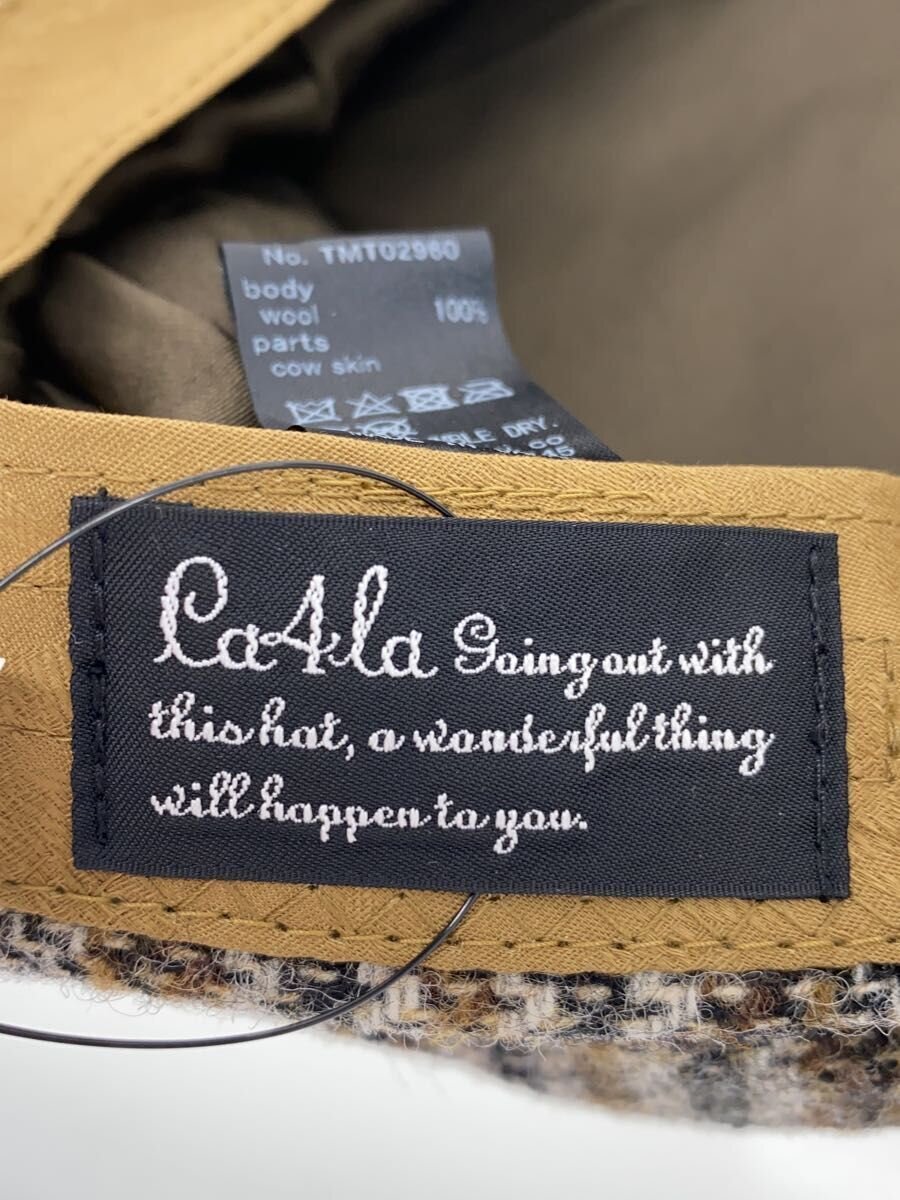 No. TMT02960
body
wool 100%
parts
cow skin
DRY.
Ca4la Going out with
this hat, a wonderful thing
will happen to you.